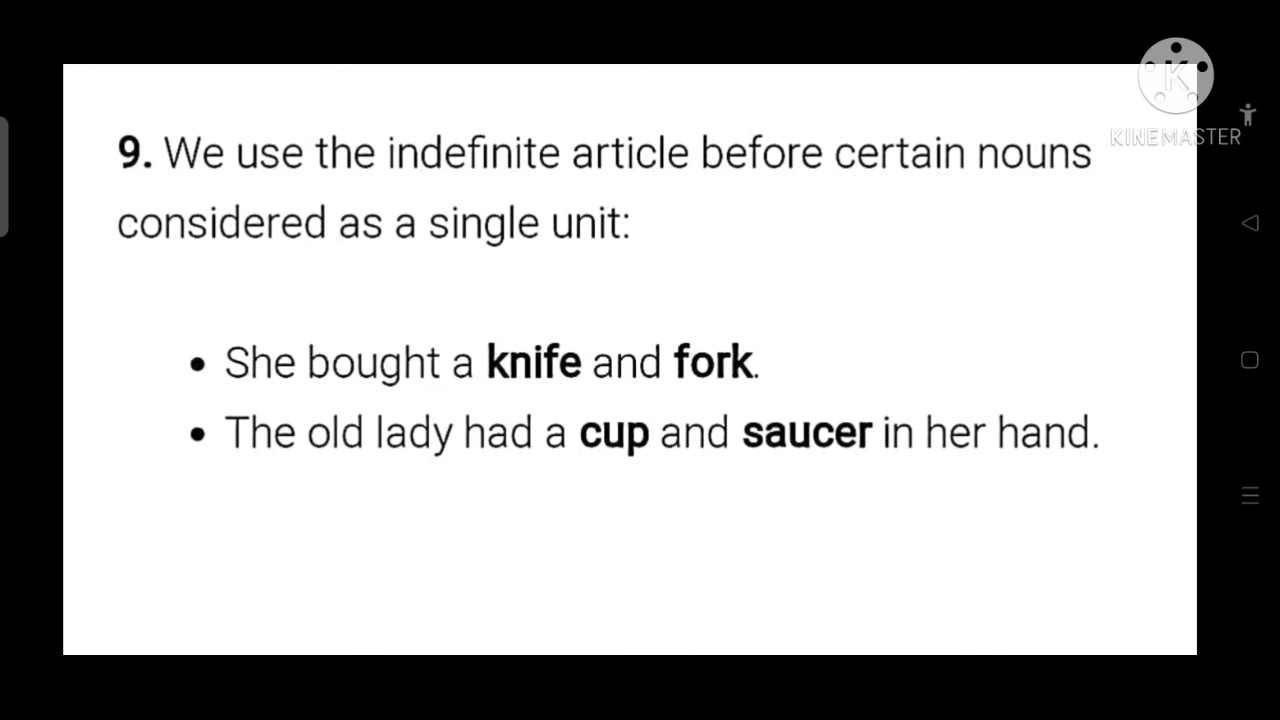 KINEMASTER
9. We use the indefinite article before certain nouns
considered as a single unit:
• She bought a knife and fork.
• The old lady had a cup and saucer in her hand.